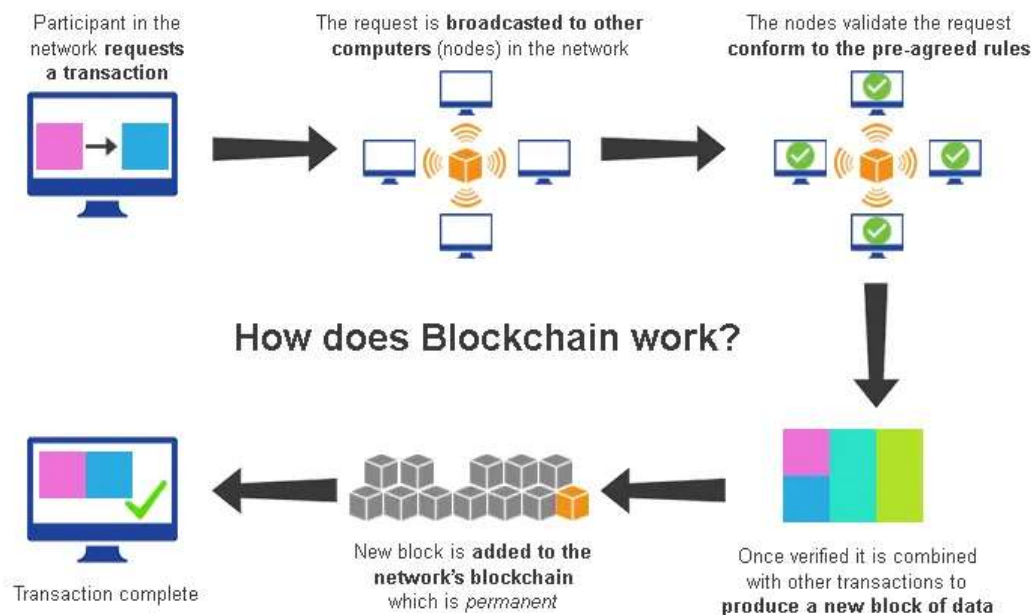 Participant in the
network requests
a transaction
The request is broadcasted to other
computers (nodes) in the network
The nodes validate the request
conform to the pre-agreed rules
How does Blockchain work?
Once verified it is combined
with other transactions to
produce a new block of data
New block is added to the
network's blockchain
which is permanent
Transaction complete